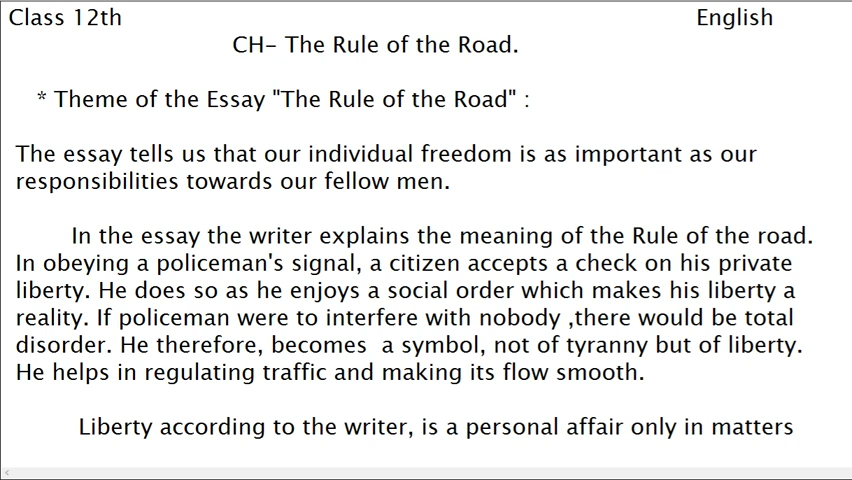 Class 12th English
CH- The Rule of the Road.
* Theme of the Essay "The Rule of the Road" :
The essay tells us that our individual freedom is as important as our
responsibilities towards our fellow men.
In the essay the writer explains the meaning of the Rule of the road.
In obeying a policeman's signal, a citizen accepts a check on his private
liberty. He does so as he enjoys a social order which makes his liberty a
reality. If policeman were to interfere with nobody ,there would be total
disorder. He therefore, becomes  a symbol, not of tyranny but of liberty.
He helps in regulating traffic and making its flow smooth.
Liberty according to the writer, is a personal affair only in matters